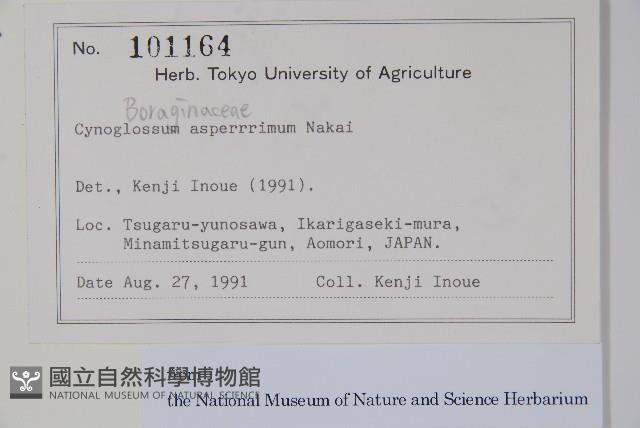 No. 101164
Herb. Tokyo University of Agriculture
Boraginaceae
Cynoglossum asperrrimum Nakai
Det., Kenji Inoue (1991).
Loc. Tsugaru-yunosawa, Ikarigaseki-mura,
Minamitsugaru-gun, Aomori, JAPAN.
Date Aug. 27, 1991 Coll. Kenji Inoue
國立自然科學博物館
NATIONAL MUSEUM OF NATURAL SCIENCE
the National Museum of Nature and Science Herbarium